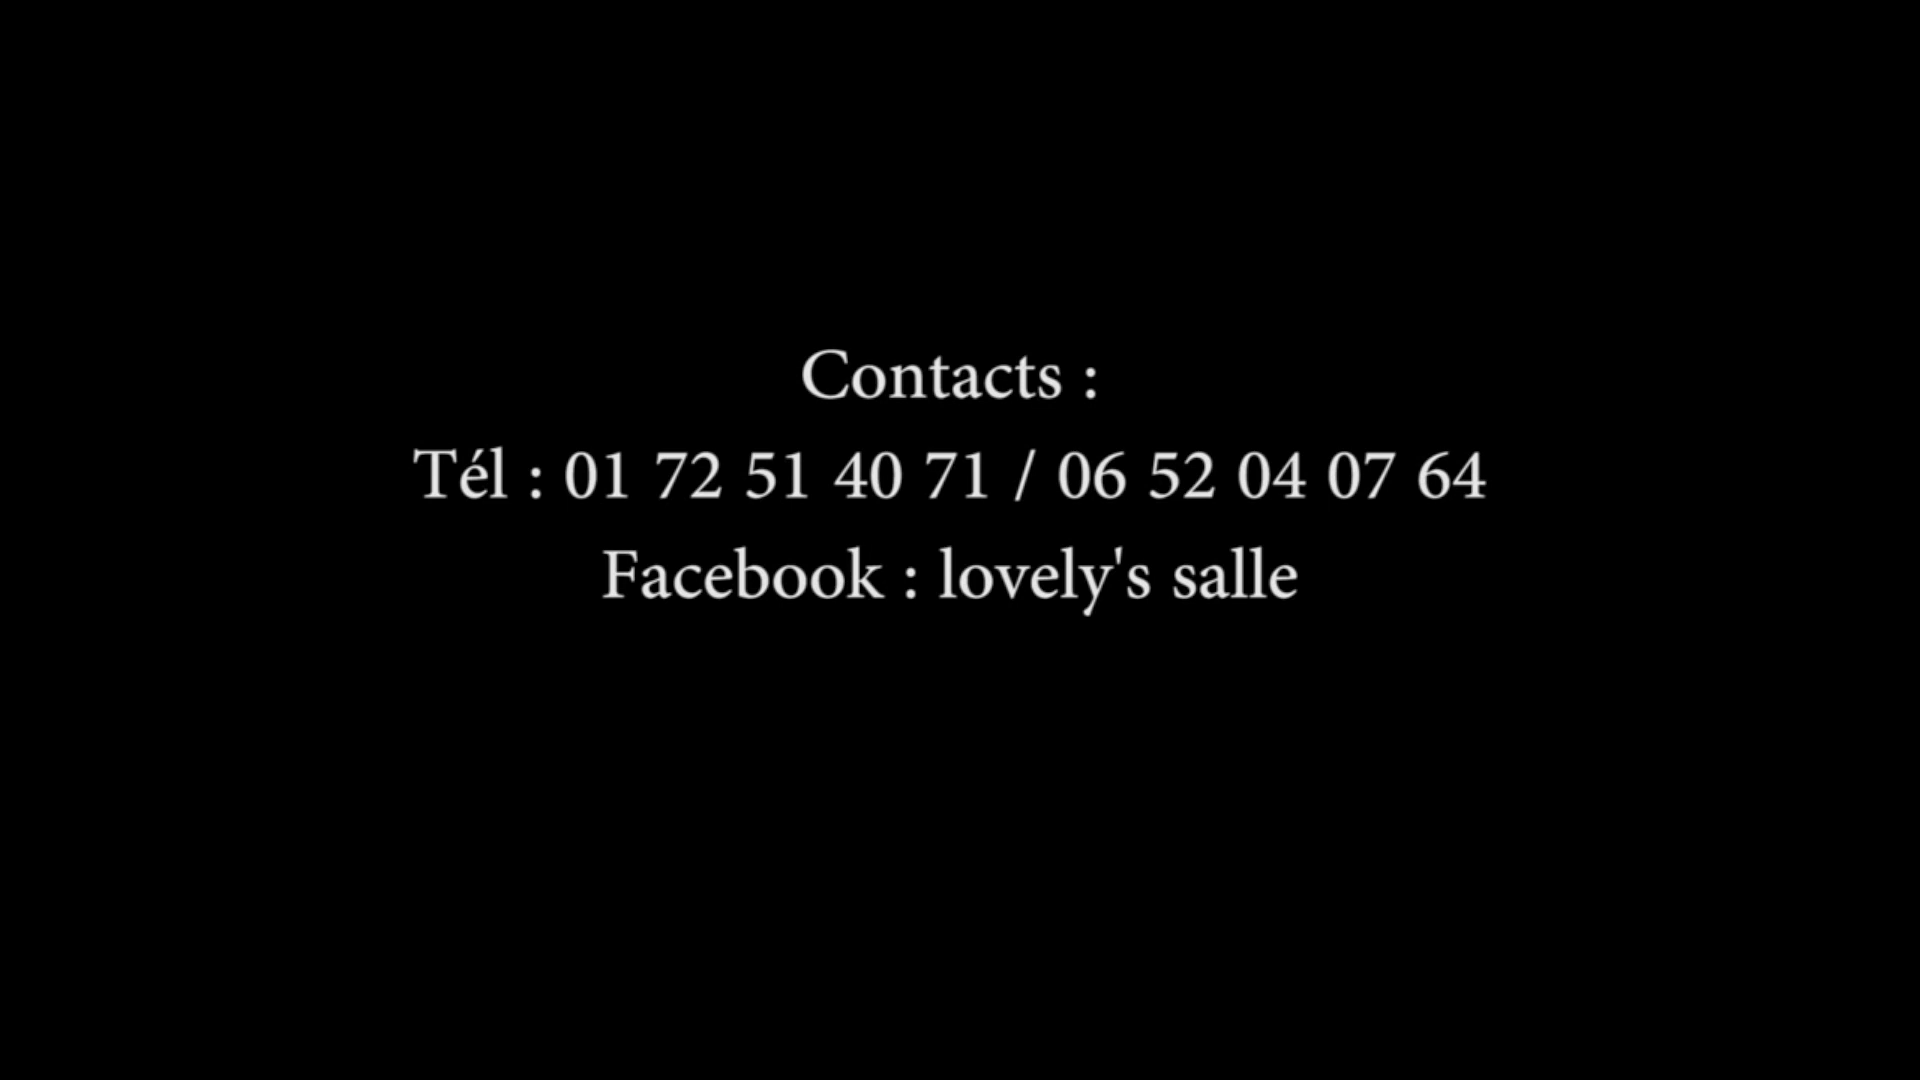 Contacts :
Tél : 01 72 51 40 71 / 06 52 04 07 64
Facebook : lovely's salle